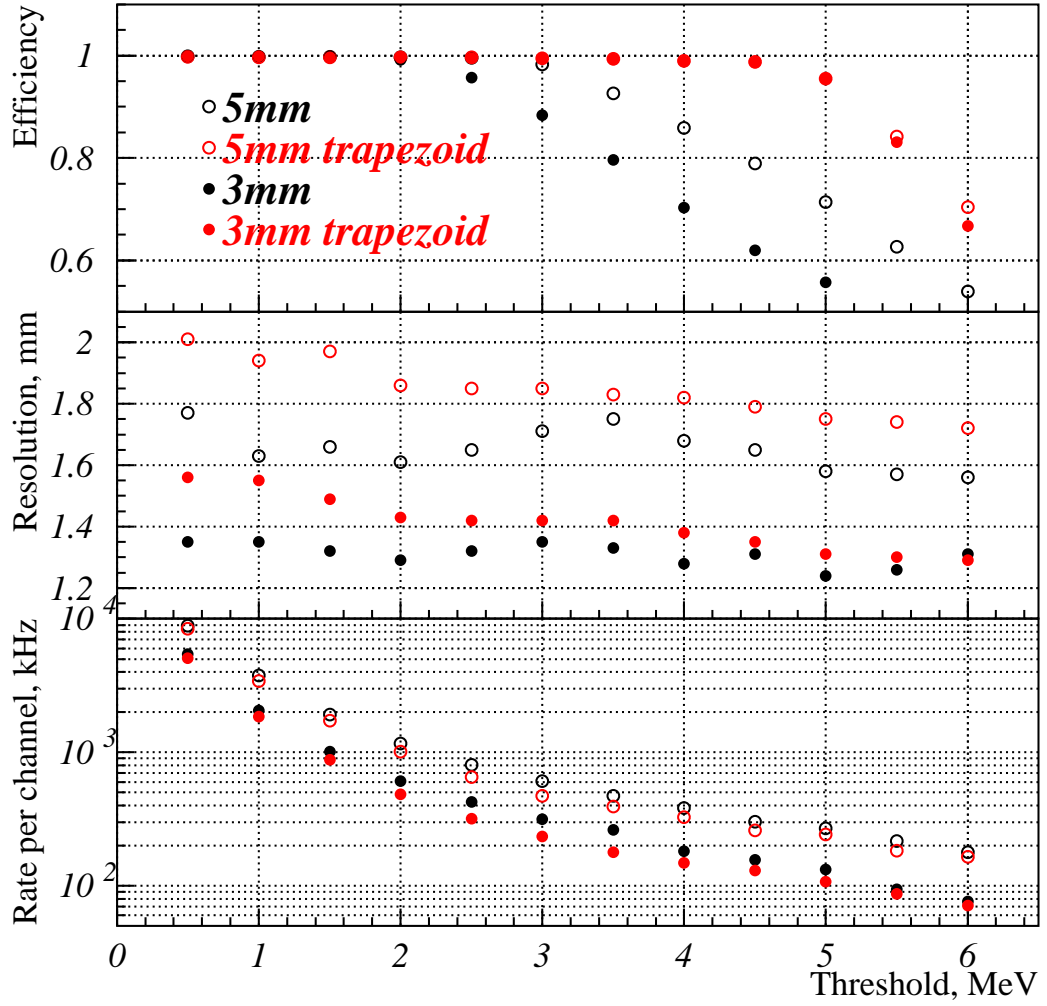 Efficiency
1
0.8
0.6
5mm
5mm trapezoid
3mm
3mm trapezoid
Resolution, mm
2
1.8
1.6
1.4
1.2
Rate per channel, kHz
10 4
10 3
10 2
0 1 2 3 4 5 6
Threshold, MeV